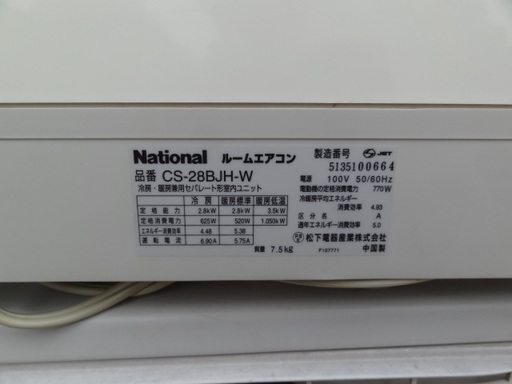 National ルームエアコン
品番 CS-28BJH-W
冷房・暖房兼用セパレート形室内ユニット
冷房 暖房標準 暖房低温
定格能力 2.8kW 2.8kW 3.5kW
定格消費電力 625W 520W 1.050kW
エネルギー消費効率 4.48 5.38
運転電流 6.90A 5.75A
質量 7.5kg
製造番号 JET
5135100664
電源 100V 50/60Hz
電動機の定格消費電力 770W
冷暖房平均エネルギー
消費効率 4.93
区分名 A
通年エネルギー消費効率 5.0
松下電器産業株式会社
F157771 中国製